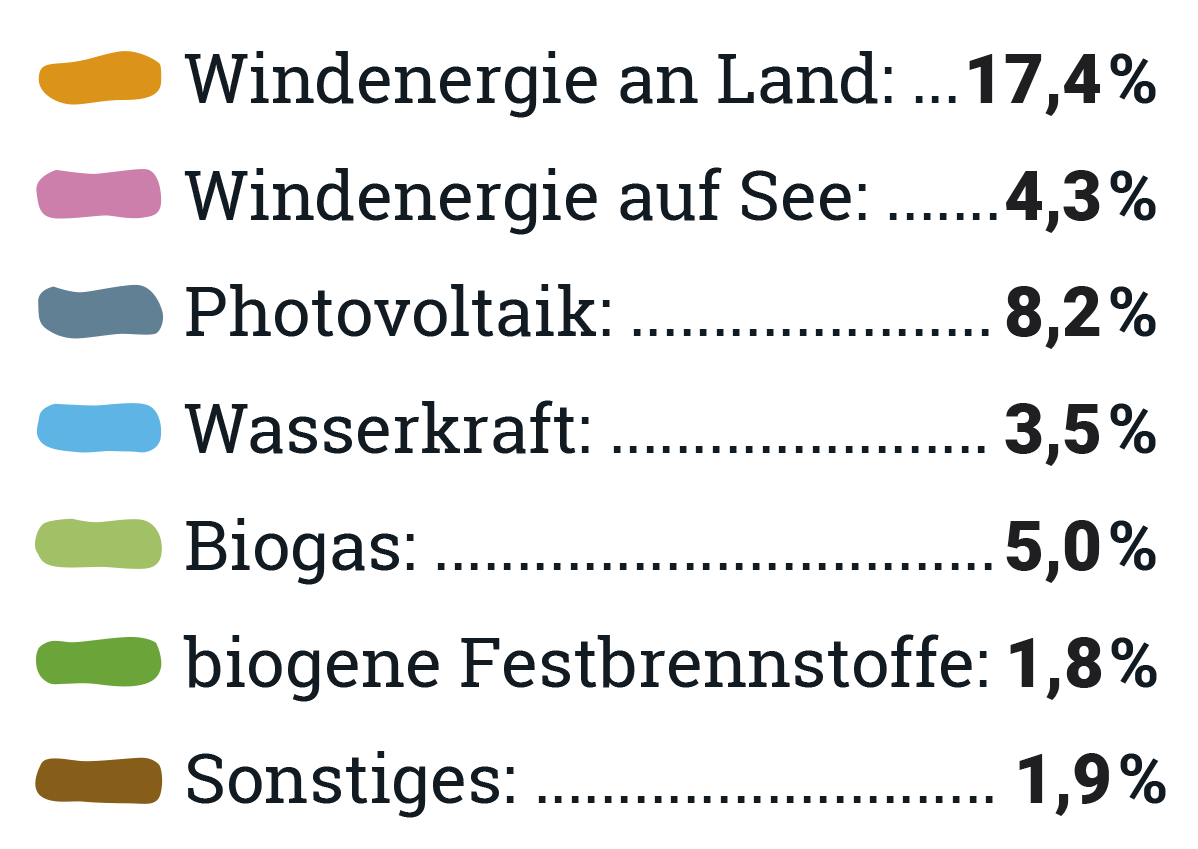 Windenergie an Land: ...17,4%
Windenergie auf See: .......4,3%
Photovoltaik: ...................... 8,2%
Wasserkraft: ....................... 3,5%
Biogas: .................................. 5,0%
biogene Festbrennstoffe: 1,8%
Sonstiges: ............................ 1,9%